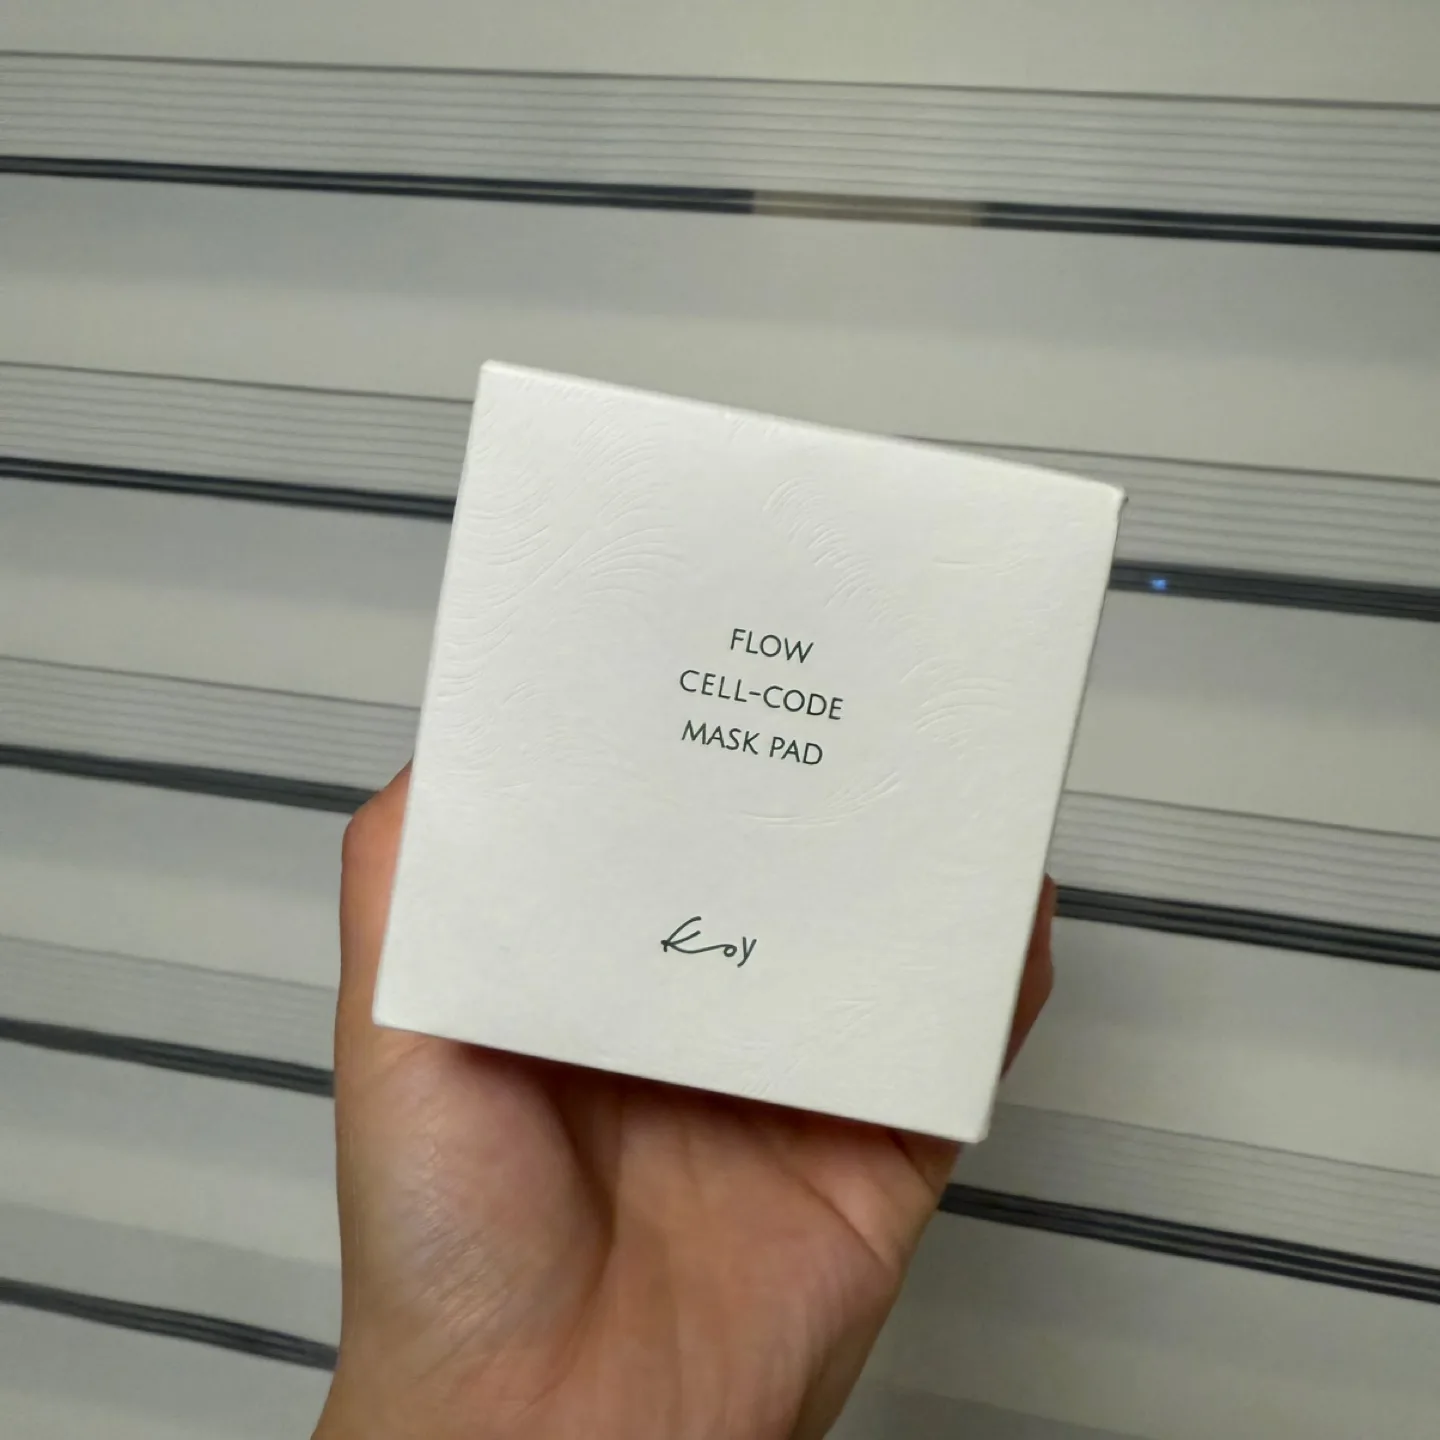 FLOW
CELL-CODE
MASK PAD
Koy